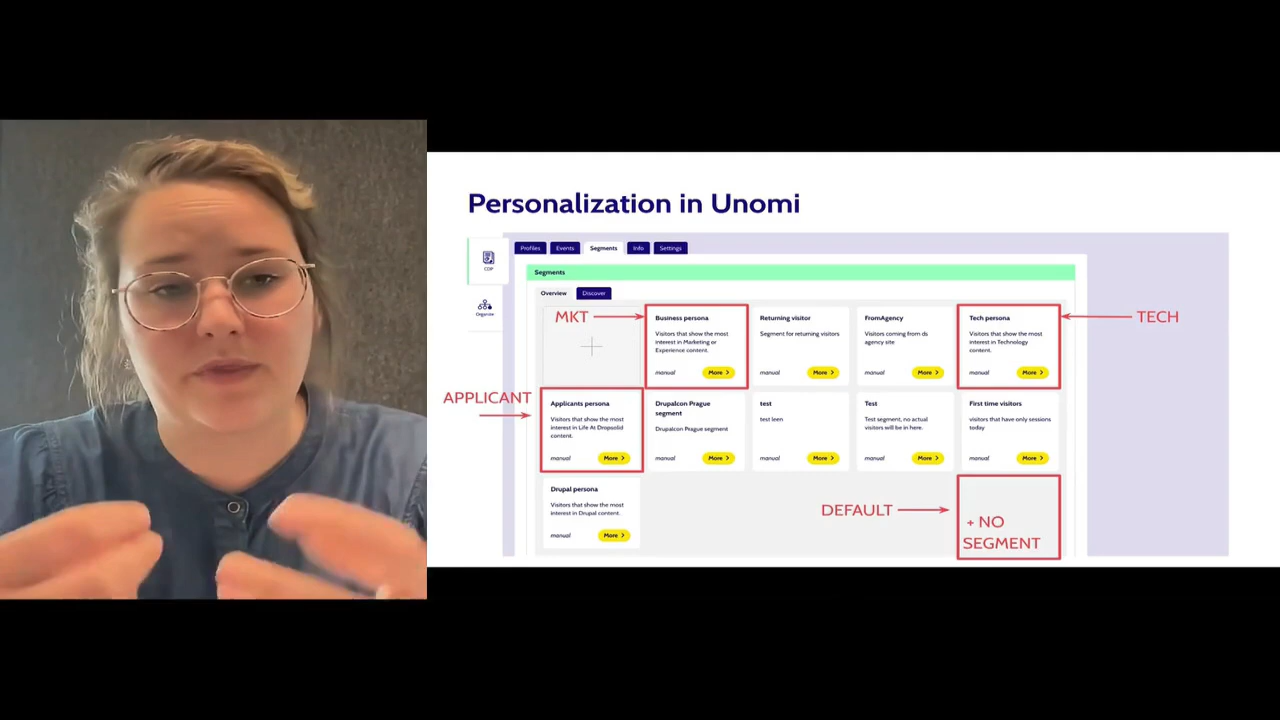 Personalization in Unomi
Profiles
Events
Segments
Info
Settings
CDP
Organize
Segments
Overview
Discover
MKT
Business persona
Visitors that show the most
interest in Marketing or
Experience content.
manual
More
Returning visitor
Segment for returning visitors
manual
More
FromAgency
Visitors coming from ds
agency site
manual
More
Tech persona
Visitors that show the most
interest in Technology
content.
manual
More
TECH
APPLICANT
Applicants persona
Visitors that show the most
interest in Life At Dropsolid
content.
manual
More
Drupalcon Prague
segment
Drupalcon Prague segment
manual
More
test
test leen
manual
More
Test
Test segment, no actual
visitors will be in here.
manual
More
First time visitors
visitors that have only sessions
today
manual
More
Drupal persona
Visitors that show the most
interest in Drupal content.
manual
More
DEFAULT
+ NO
SEGMENT